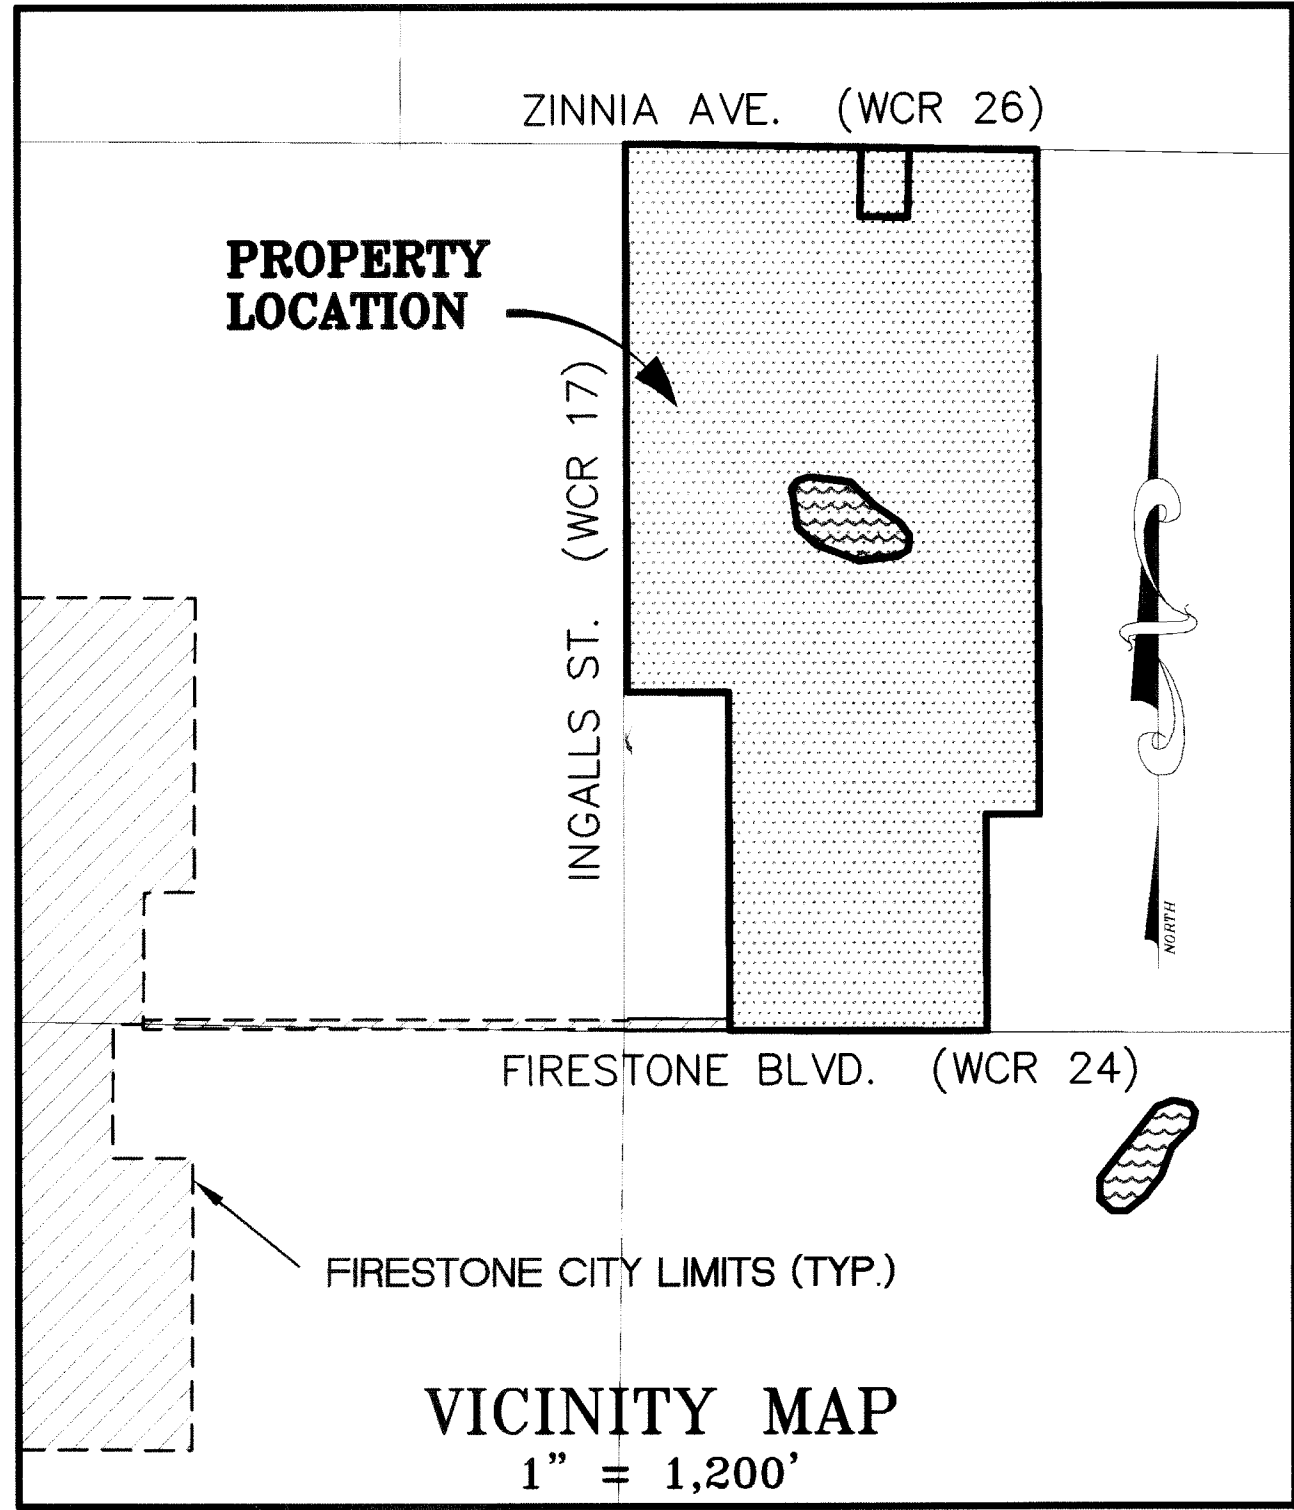 ZINNIA AVE. (WCR 26)
PROPERTY
LOCATION
INGALLS ST. (WCR 17)
NORTH
FIRESTONE BLVD. (WCR 24)
FIRESTONE CITY LIMITS (TYP.)
VICINITY MAP
1” = 1,200’